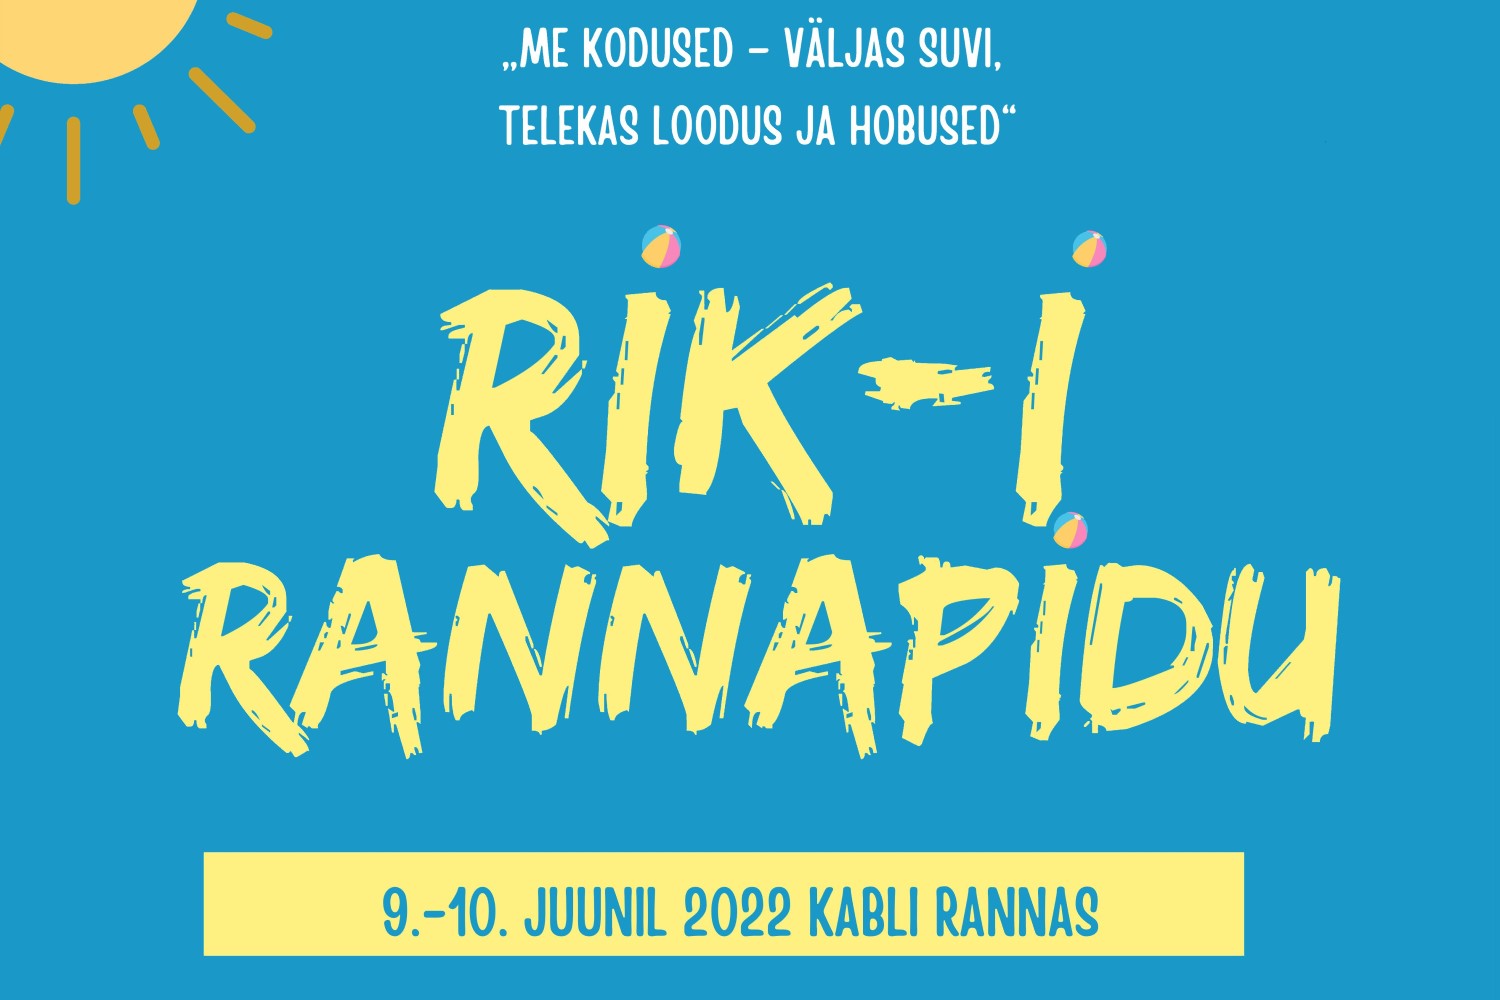 „ME KODUSED – VÄLJAS SUVI,
TELEKAS LOODUS JA HOBUSED“
RIK-I
RANNAPIDU
9.-10. JUUNIL 2022 KABLI RANNAS